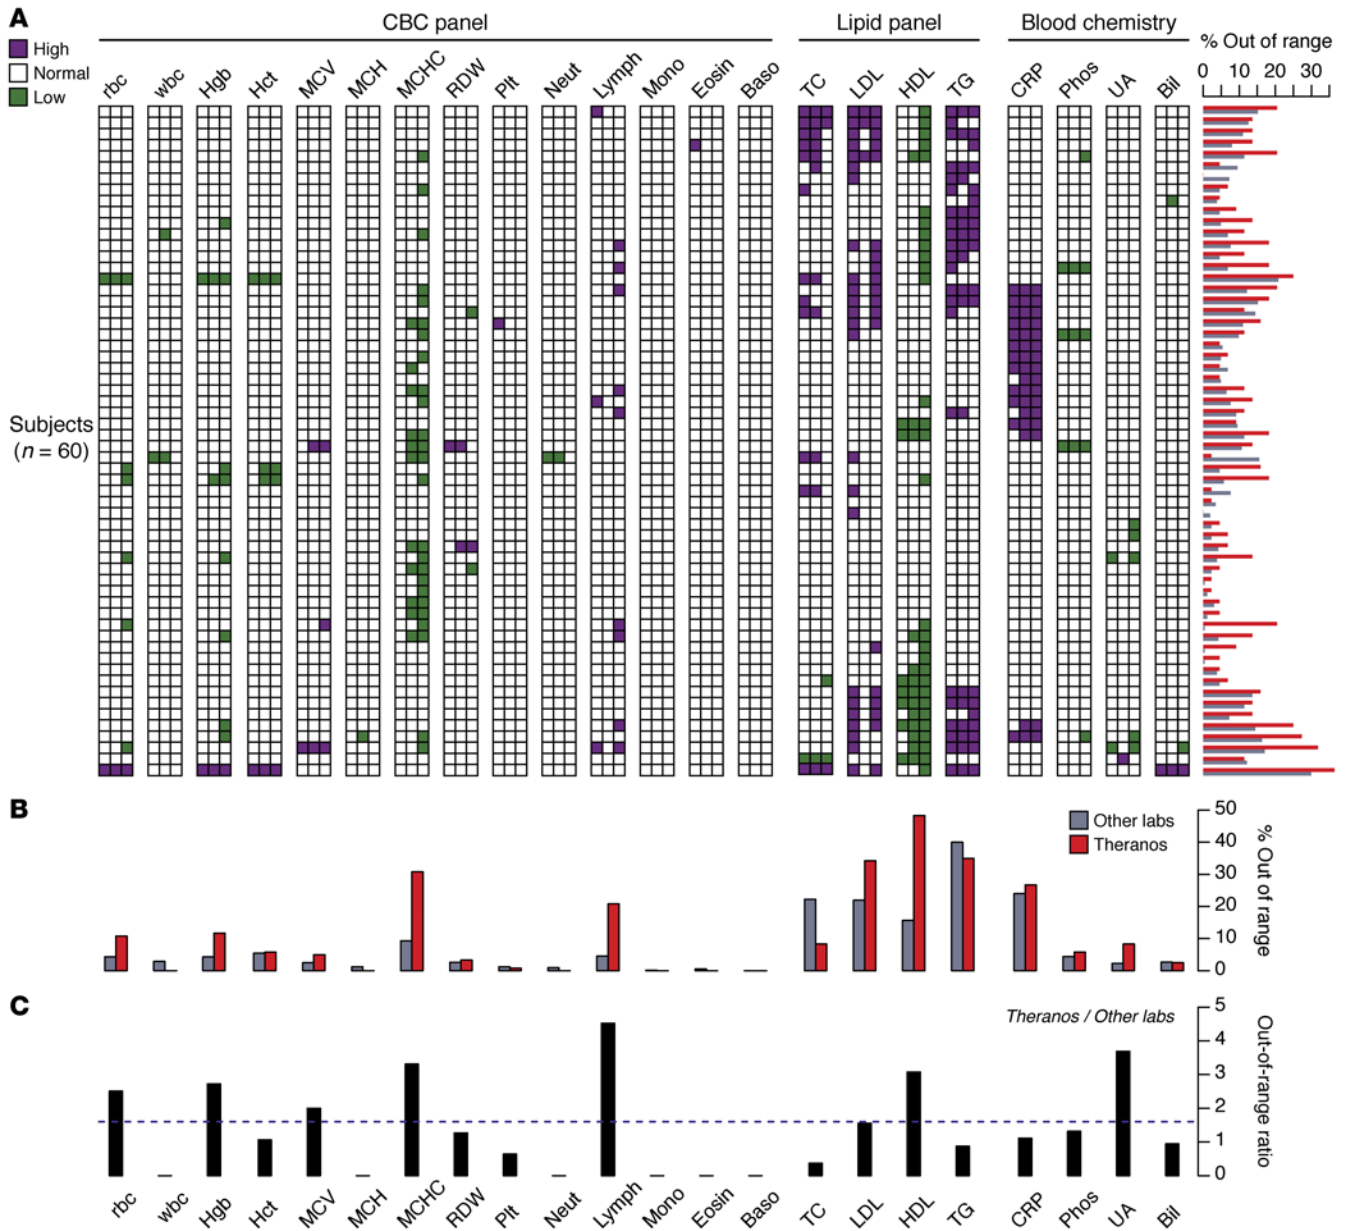 A
CBC panel
Lipid panel
Blood chemistry
High
Normal
Low
rbc
wbc
Hgb
Hct
MCV
MCH
MCHC
RDW
Plt
Neut
Lymph
Mono
Eosin
Baso
TC
LDL
HDL
TG
CRP
Phos
UA
Bil
% Out of range
0 10 20 30
Subjects
(n = 60)
B
Other labs
Theranos
50
40
30
20
10
0
% Out of range
C
Theranos / Other labs
5
4
3
2
1
0
Out-of-range ratio
rbc
wbc
Hgb
Hct
MCV
MCH
MCHC
RDW
Plt
Neut
Lymph
Mono
Eosin
Baso
TC
LDL
HDL
TG
CRP
Phos
UA
Bil